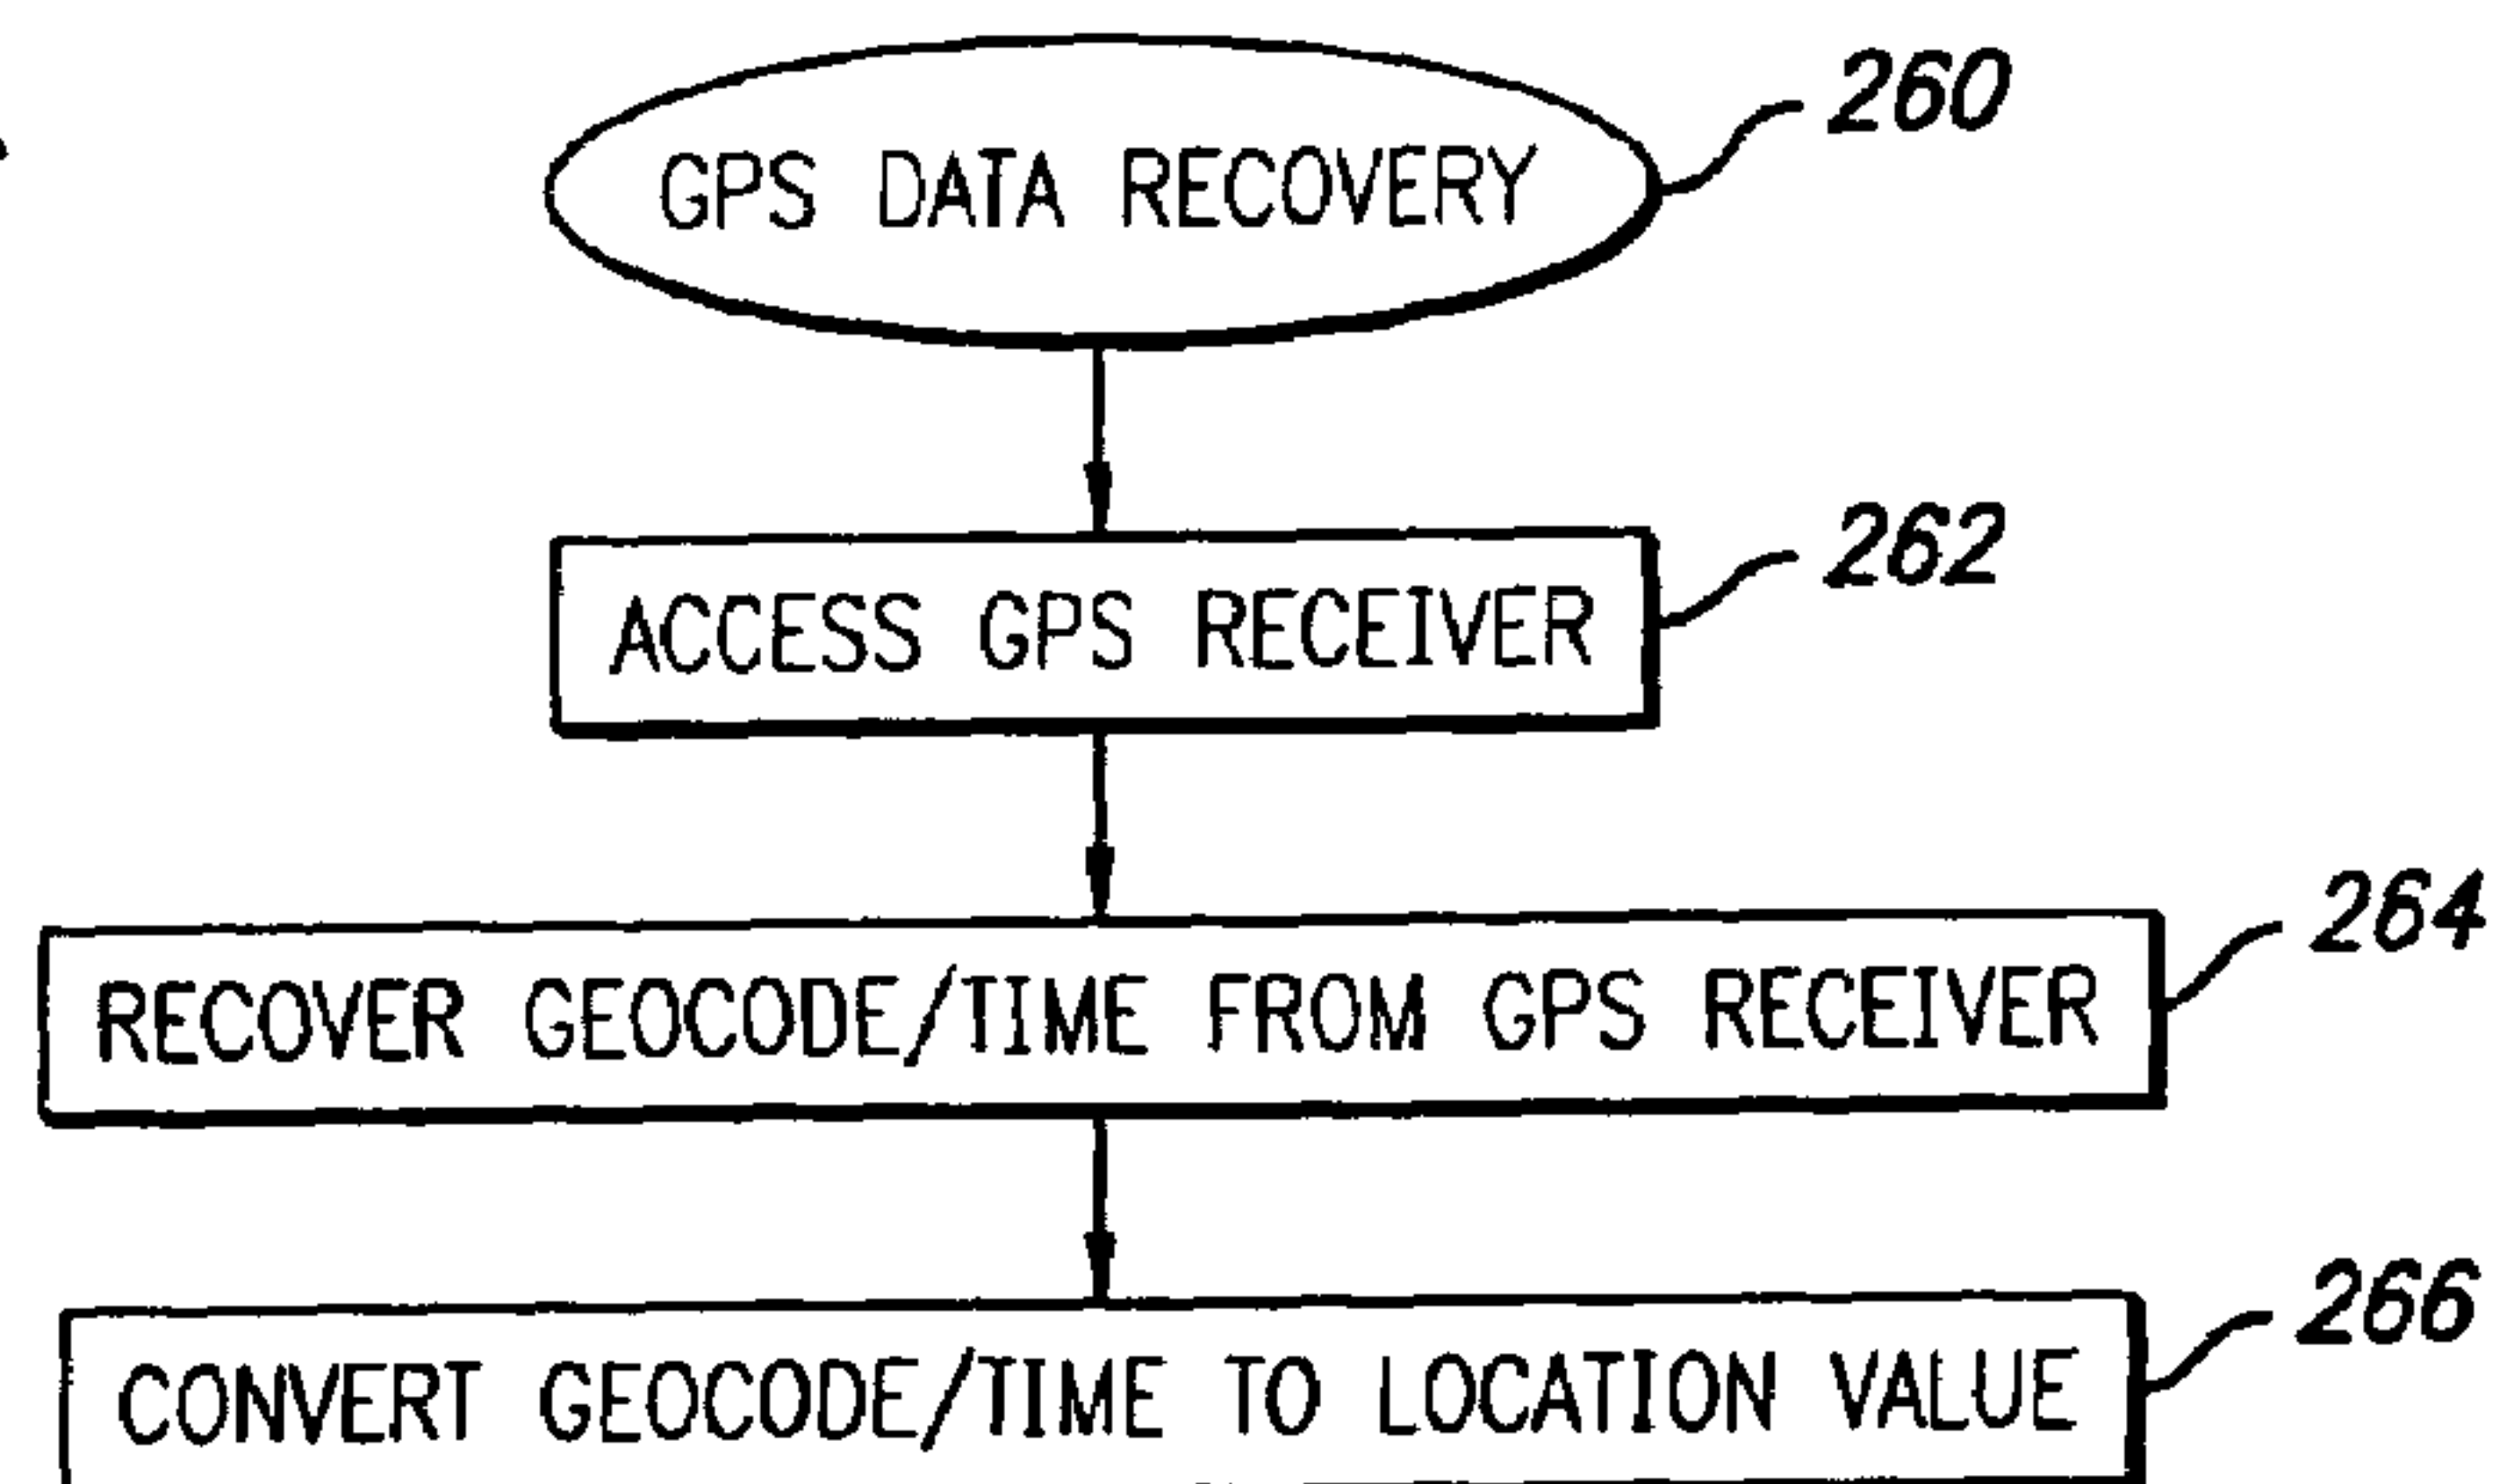 GPS DATA RECOVERY
260
ACCESS GPS RECEIVER
262
RECOVER GEOCODE/TIME FROM GPS RECEIVER
264
CONVERT GEOCODE/TIME TO LOCATION VALUE
266